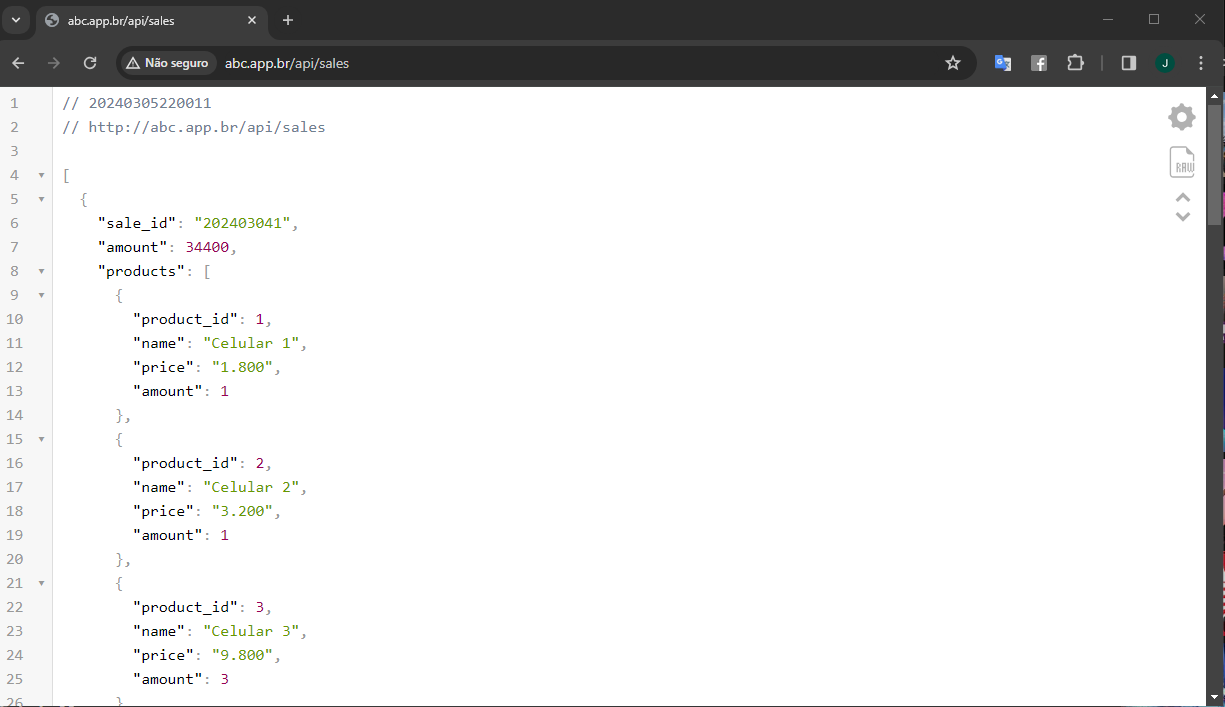 abc.app.br/api/sales
Não seguro abc.app.br/api/sales J
1 // 20240305220011
2 // http://abc.app.br/api/sales
3
4 [
5 {
6 "sale_id": "202403041",
7 "amount": 34400,
8 "products": [
9 {
10 "product_id": 1,
11 "name": "Celular 1",
12 "price": "1.800",
13 "amount": 1
14 },
15 {
16 "product_id": 2,
17 "name": "Celular 2",
18 "price": "3.200",
19 "amount": 1
20 },
21 {
22 "product_id": 3,
23 "name": "Celular 3",
24 "price": "9.800",
25 "amount": 3
26 }
RAW